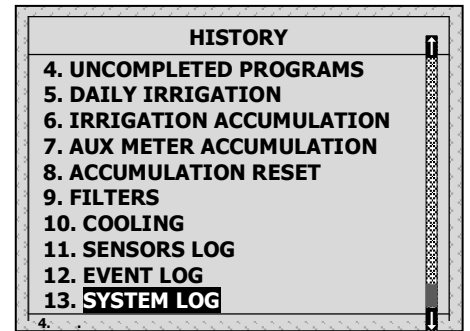 HISTORY
4. UNCOMPLETED PROGRAMS
5. DAILY IRRIGATION
6. IRRIGATION ACCUMULATION
7. AUX METER ACCUMULATION
8. ACCUMULATION RESET
9. FILTERS
10. COOLING
11. SENSORS LOG
12. EVENT LOG
13. SYSTEM LOG
4. .